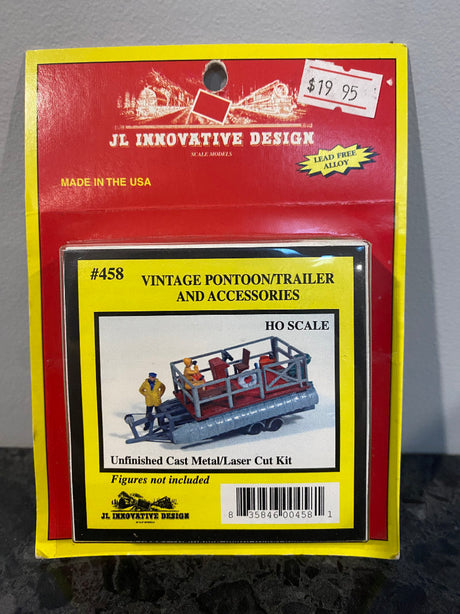 $19 95
JL INNOVATIVE DESIGN
SCALE MODELS
LEAD FREE
ALLOY
MADE IN THE USA
#458
VINTAGE PONTOON/TRAILER
AND ACCESSORIES
HO SCALE
Unfinished Cast Metal/Laser Cut Kit
Figures not included
JL INNOVATIVE DESIGN
SCALE MODELS
8 35846 00458 1